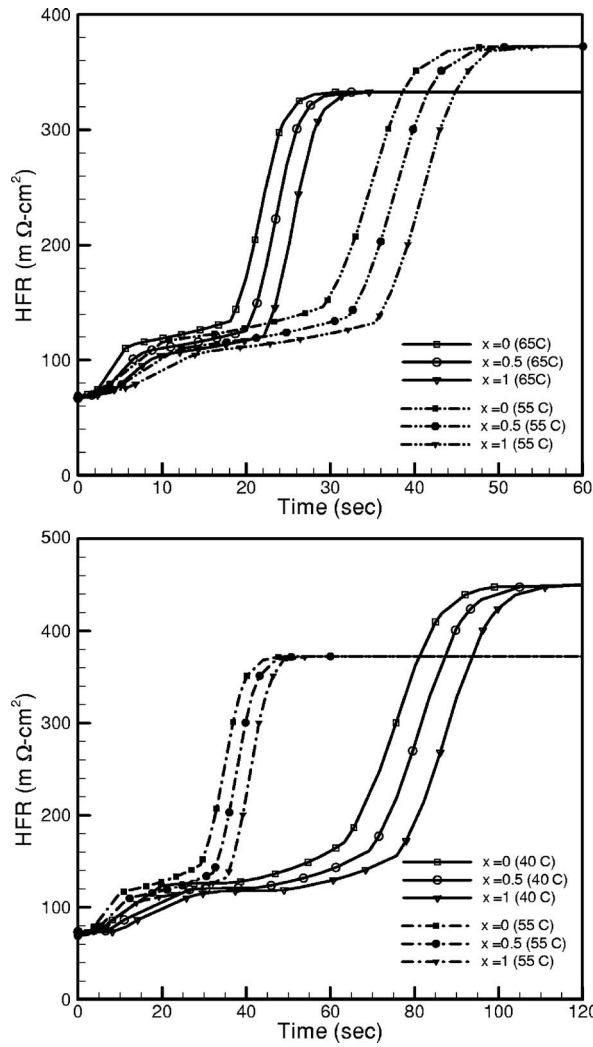 400
300
200
100
0
HFR (m Ω-cm²)
x =0 (65C)
x =0.5 (65C)
x =1 (65C)
x =0 (55 C)
x =0.5 (55 C)
x =1 (55 C)
0 10 20 30 40 50 60
Time (sec)
500
400
300
200
100
0
HFR (m Ω-cm²)
x =0 (40 C)
x =0.5 (40 C)
x =1 (40 C)
x =0 (55 C)
x =0.5 (55 C)
x =1 (55 C)
0 20 40 60 80 100 120
Time (sec)